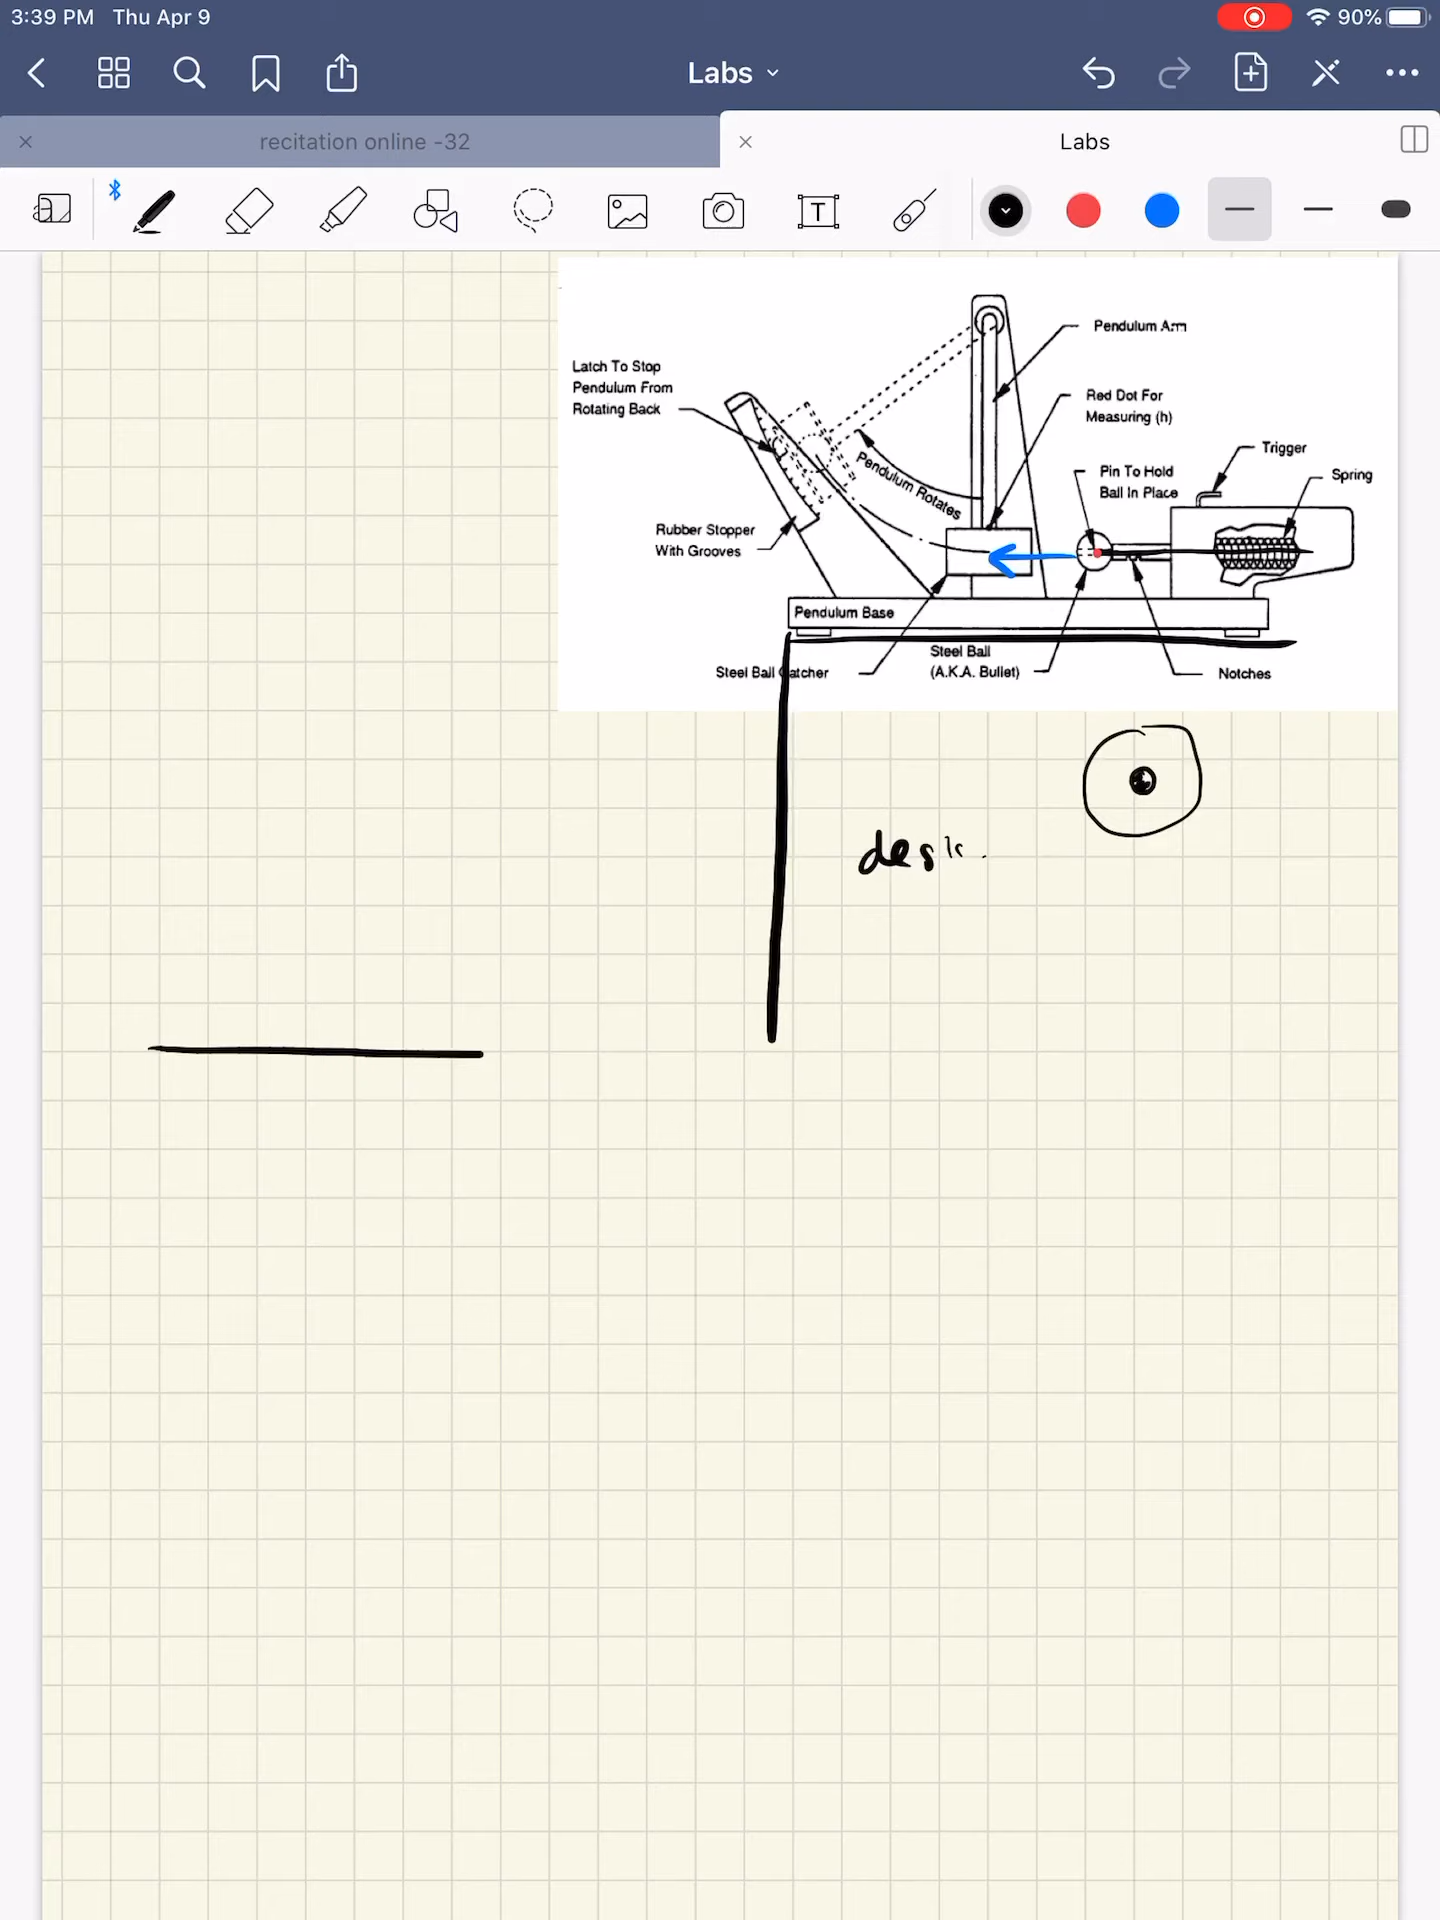 3:39 PM Thu Apr 9
90%
Labs
recitation online -32
Labs
T
Pendulum Arm
Latch To Stop
Pendulum From
Rotating Back
Red Dot For
Measuring (h)
Trigger
Pin To Hold
Ball In Place
Spring
Pendulum Rotates
Rubber Stopper
With Grooves
Pendulum Base
Steel Ball Catcher
Steel Ball
(A.K.A. Bullet)
Notches